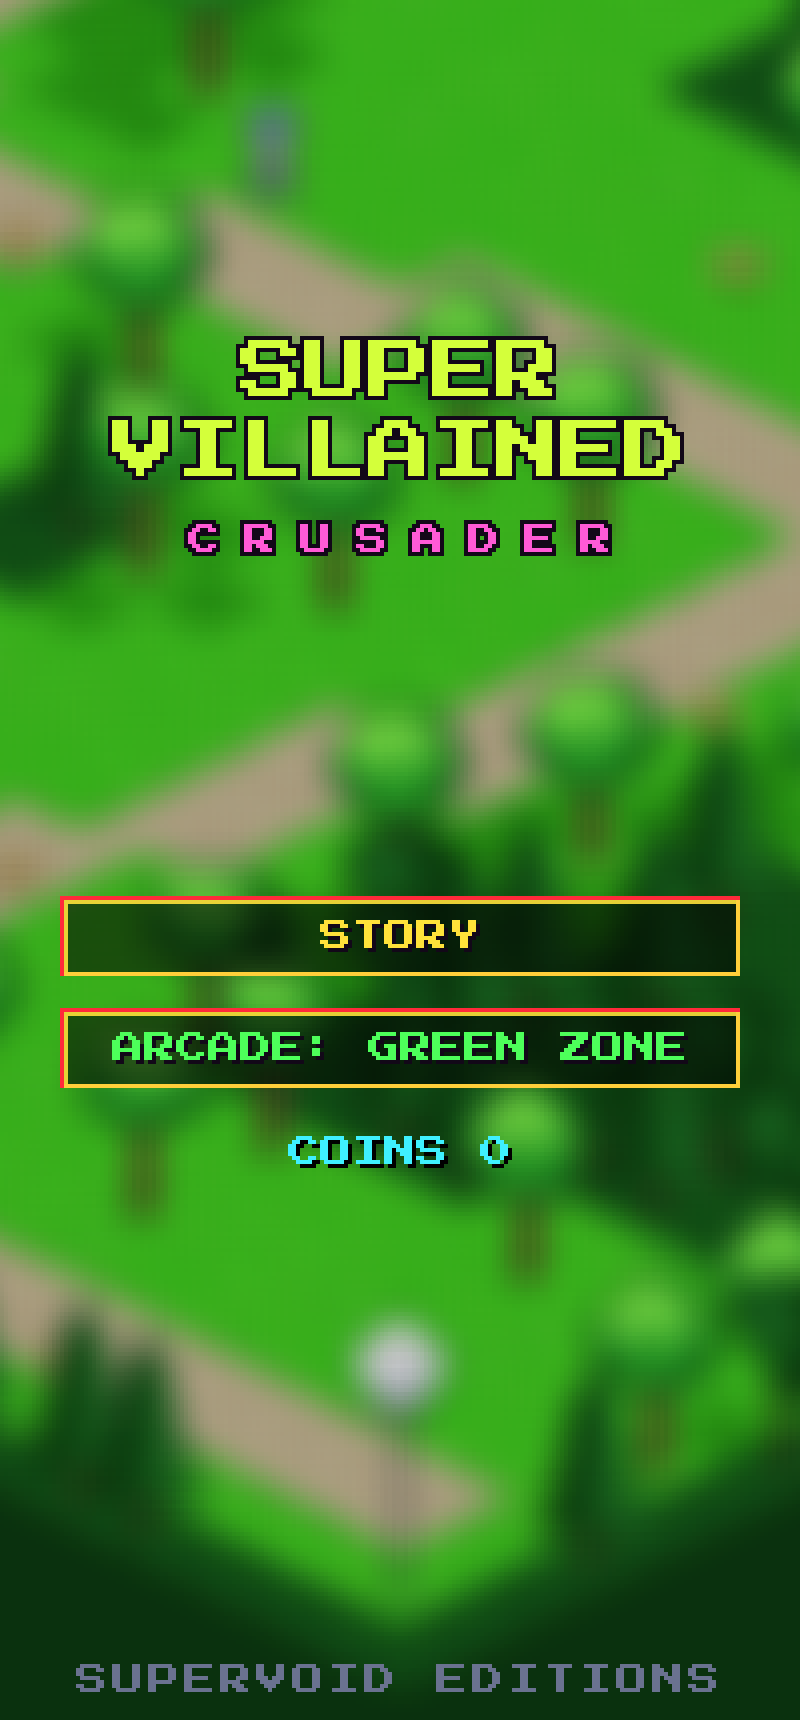 SUPER
VILLAINED
CRUSADER
STORY
ARCADE: GREEN ZONE
COINS 0
SUPERVOID EDITIONS